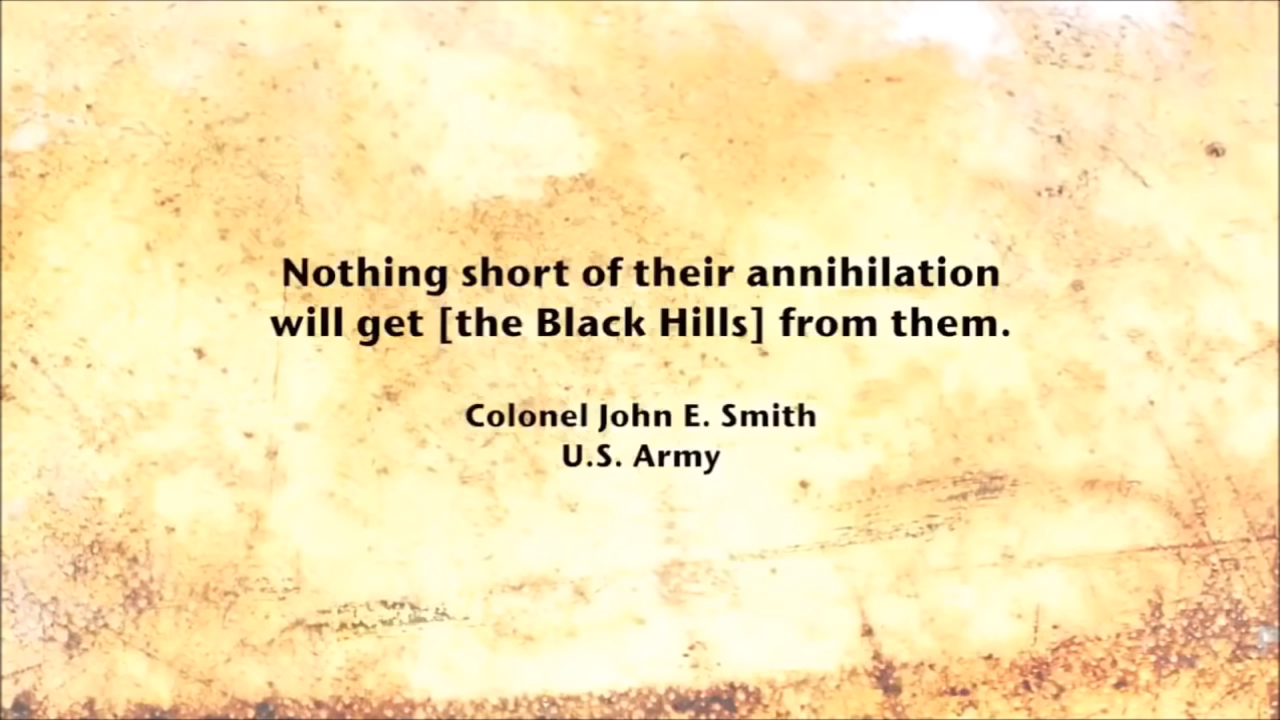 Nothing short of their annihilation
will get [the Black Hills] from them.
Colonel John E. Smith
U.S. Army